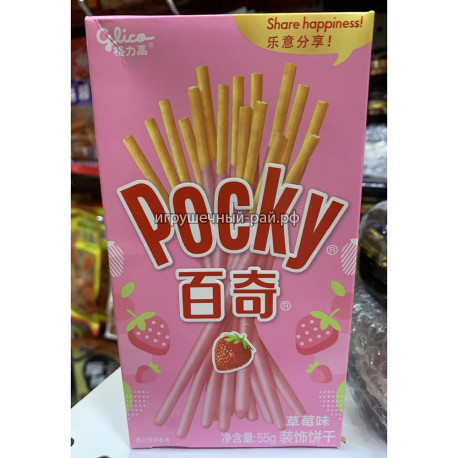 Glico
格力高®
Share happiness!
乐意分享!
Pocky®
игрушечный-рай.рф
百奇®
草莓味
净含量:55g 装饰饼干